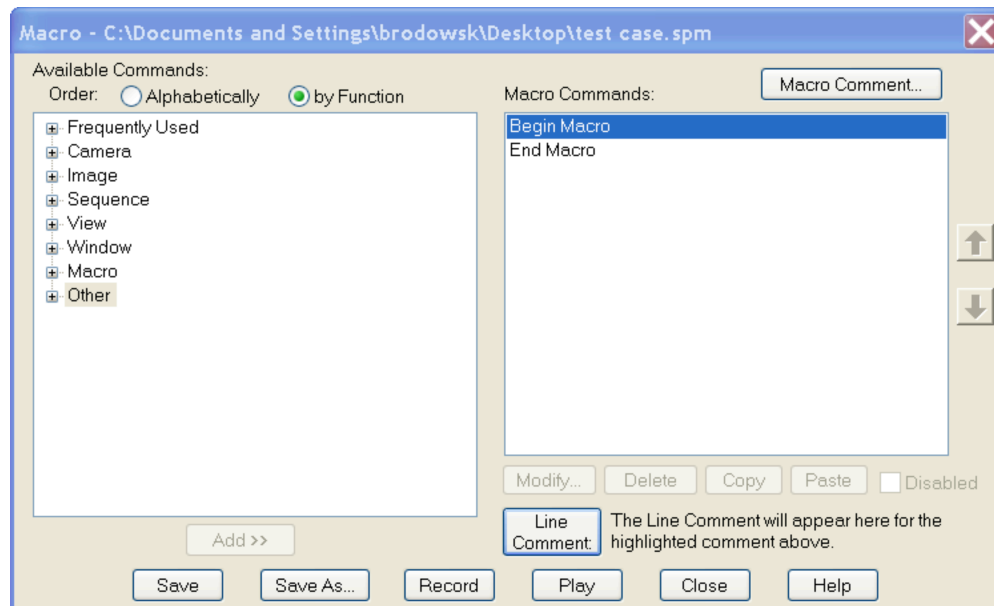 Macro - C:\Documents and Settings\brodowsk\Desktop\test case.spm
Available Commands:
Order: Alphabetically by Function
Frequently Used
Camera
Image
Sequence
View
Window
Macro
Other
Add >>
Macro Commands:
Macro Comment...
Begin Macro
End Macro
Modify... Delete Copy Paste Disabled
Line
Comment:
The Line Comment will appear here for the
highlighted comment above.
Save Save As... Record Play Close Help